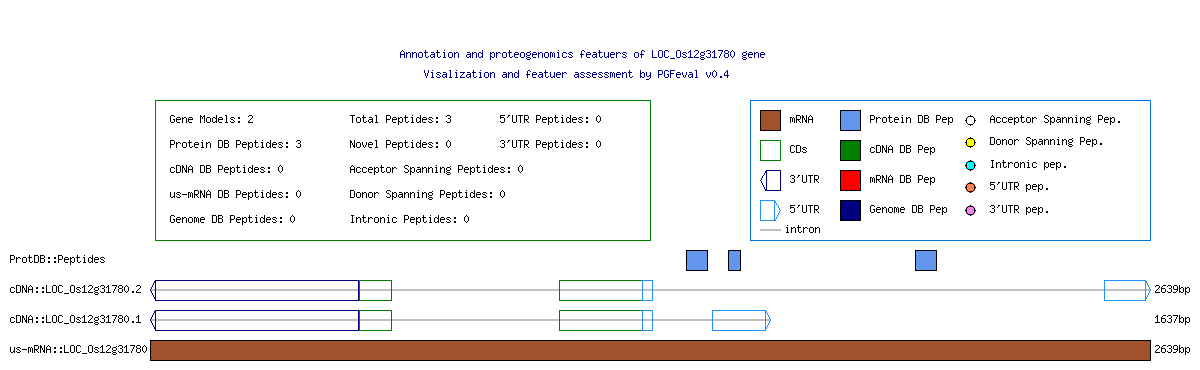 Annotation and proteogenomics featuers of LOC_Os12g31780 gene
Visalization and featuer assessment by PGFeval v0.4
Gene Models: 2
Total Peptides: 3
5'UTR Peptides: 0
Protein DB Peptides: 3
Novel Peptides: 0
3'UTR Peptides: 0
cDNA DB Peptides: 0
Acceptor Spanning Peptides: 0
us-mRNA DB Peptides: 0
Donor Spanning Peptides: 0
Genome DB Peptides: 0
Intronic Peptides: 0
mRNA
Protein DB Pep
Acceptor Spanning Pep.
CDs
cDNA DB Pep
Donor Spanning Pep.
3'UTR
mRNA DB Pep
Intronic pep.
5'UTR
Genome DB Pep
5'UTR pep.
3'UTR pep.
intron
ProtDB::Peptides
cDNA::LOC_Os12g31780.2
2639bp
cDNA::LOC_Os12g31780.1
1637bp
us-mRNA::LOC_Os12g31780
2639bp